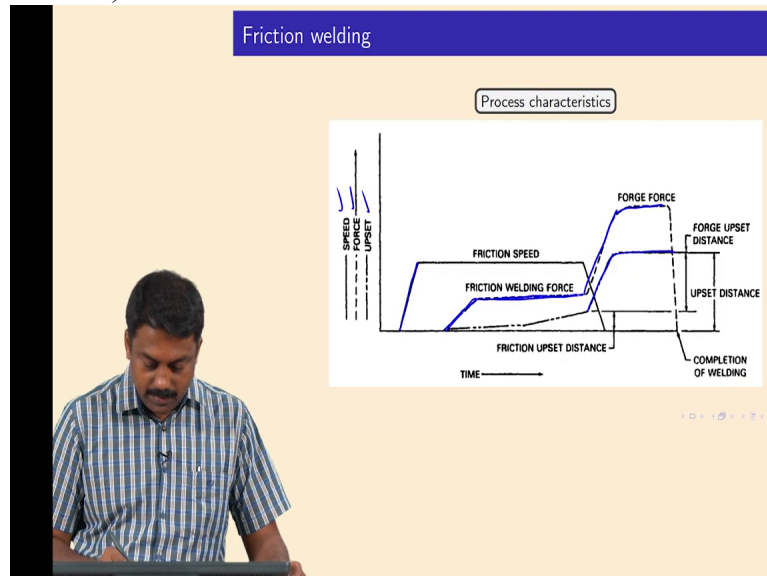 Friction welding
Process characteristics
SPEED
FORCE
UPSET
FORGE FORCE
FORGE UPSET
DISTANCE
FRICTION SPEED
FRICTION WELDING FORCE
UPSET DISTANCE
FRICTION UPSET DISTANCE
TIME
COMPLETION
OF WELDING